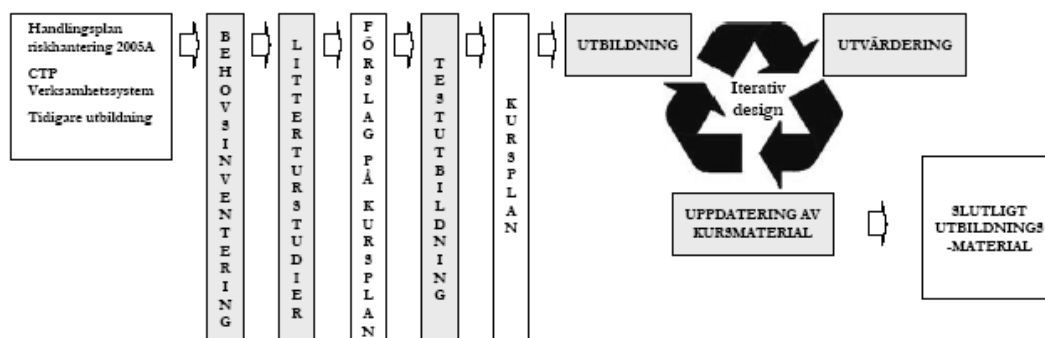 Handlingsplan
riskhantering 2005A
CTP
Verksamhetssystem
Tidigare utbildning
BEHOVSINVENTERING
LITTERTURSTUDIER
FÖRSLAG PÅ KURSPLAN
TESTUTBILDNING
KURSPLAN
UTBILDNING
UTVÄRDERING
Iterativ
design
UPPDATERING AV
KURSMATERIAL
SLUTLIGT
UTBILDNINGS
-MATERIAL